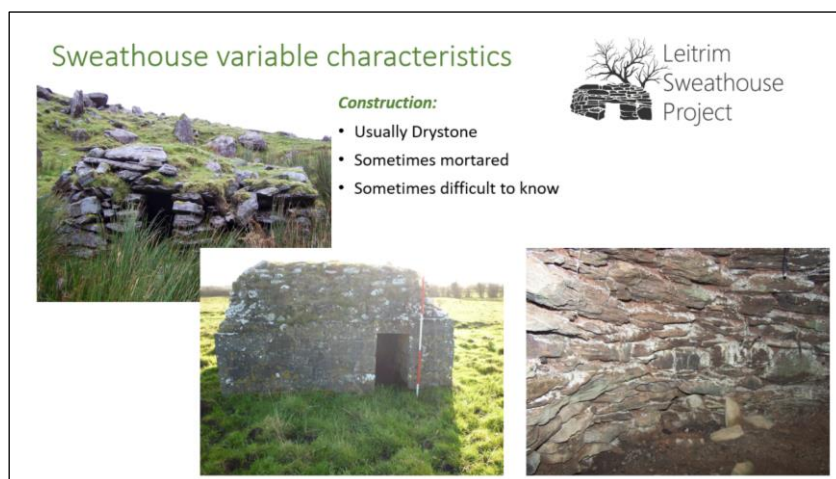 Sweathouse variable characteristics
Leitrim
Sweathouse
Project
Construction:
• Usually Drystone
• Sometimes mortared
• Sometimes difficult to know